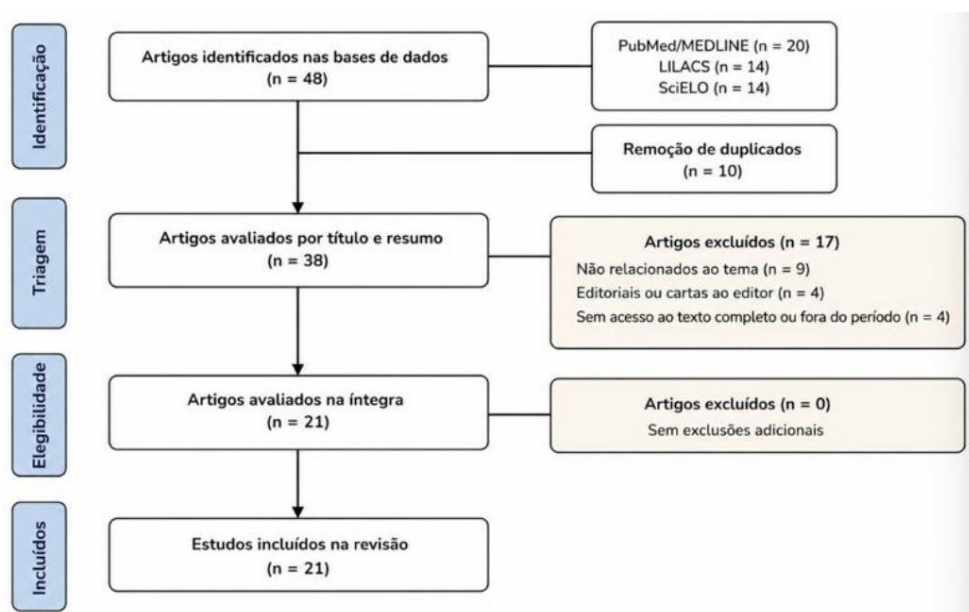 Identificação
Artigos identificados nas bases de dados
(n = 48)
PubMed/MEDLINE (n = 20)
LILACS (n = 14)
SciELO (n = 14)
Remoção de duplicados
(n = 10)
Triagem
Artigos avaliados por título e resumo
(n = 38)
Artigos excluídos (n = 17)
Não relacionados ao tema (n = 9)
Editoriais ou cartas ao editor (n = 4)
Sem acesso ao texto completo ou fora do período (n = 4)
Elegibilidade
Artigos avaliados na íntegra
(n = 21)
Artigos excluídos (n = 0)
Sem exclusões adicionais
Incluídos
Estudos incluídos na revisão
(n = 21)